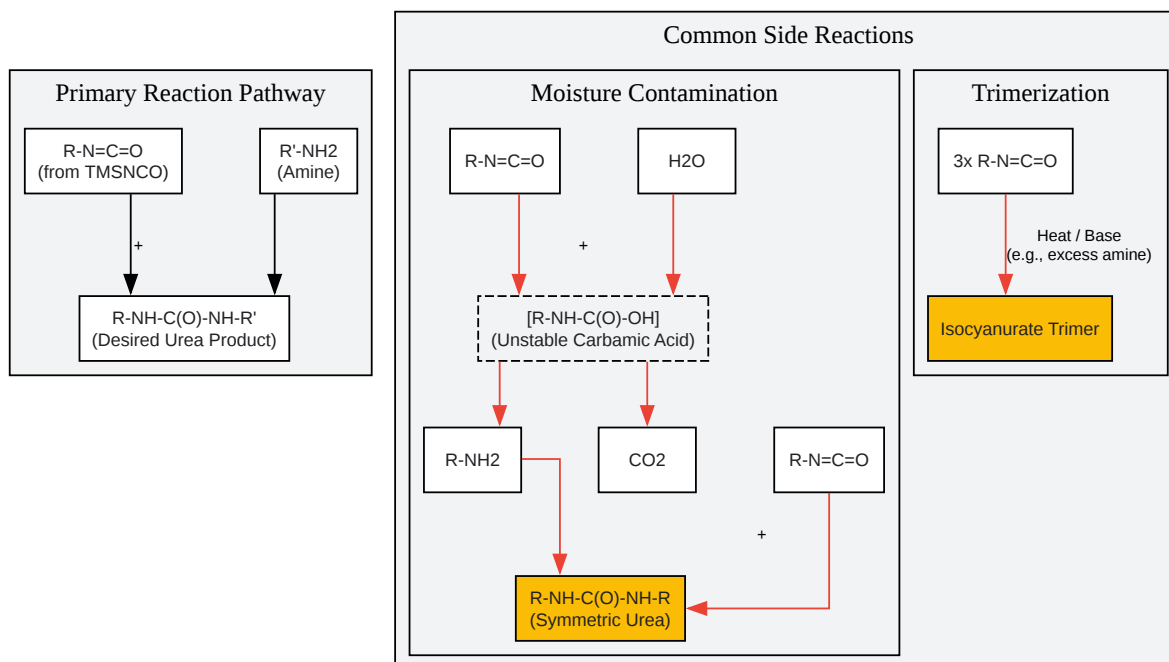 Common Side Reactions
Primary Reaction Pathway
R-N=C=O
(from TMSNCO)
R'-NH2
(Amine)
+
R-NH-C(O)-NH-R'
(Desired Urea Product)
Moisture Contamination
R-N=C=O
H2O
+
[R-NH-C(O)-OH]
(Unstable Carbamic Acid)
R-NH2
CO2
R-N=C=O
+
R-NH-C(O)-NH-R
(Symmetric Urea)
Trimerization
3x R-N=C=O
Heat / Base
(e.g., excess amine)
Isocyanurate Trimer